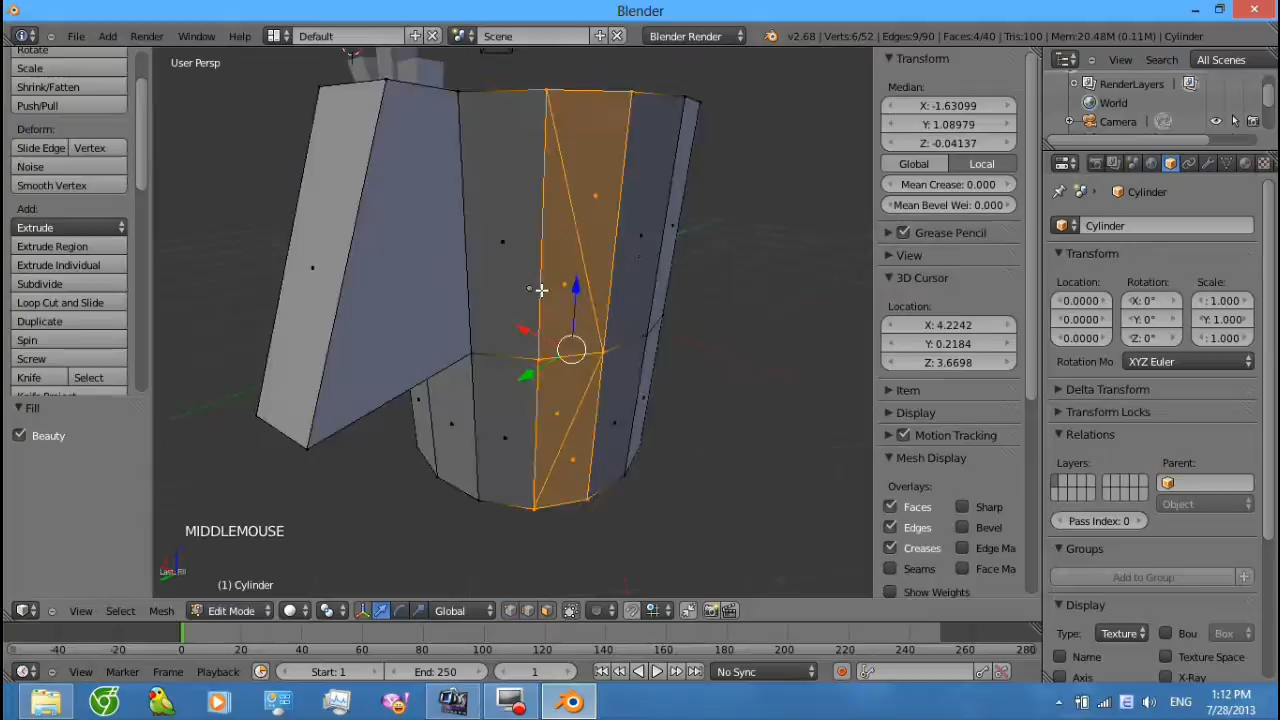 Blender
File Add Render Window Help Default Scene Blender Render v2.68 | Verts:6/52 | Edges:9/90 | Faces:4/40 | Tris:100 | Mem:20.48M (0.11M) | Cylinder
Rotate
Scale
Shrink/Fatten
Push/Pull
Deform:
Slide Edge Vertex
Noise
Smooth Vertex
Add:
Extrude
Extrude Region
Extrude Individual
Subdivide
Loop Cut and Slide
Duplicate
Spin
Screw
Knife Select
Fill
Beauty
User Persp
MIDDLEMOUSE
Last: Fill
(1) Cylinder
Transform
Median:
X: -1.63099
Y: 1.08979
Z: -0.04137
Global Local
Mean Crease: 0.000
Mean Bevel Wei: 0.000
Grease Pencil
View
3D Cursor
Location:
X: 4.2242
Y: 0.2184
Z: 3.6698
Item
Display
Motion Tracking
Mesh Display
Overlays:
Faces Sharp
Edges Bevel
Creases Edge Ma
Seams Face Ma
Show Weights
View Search All Scenes
RenderLayers
World
Camera
Cylinder
Cylinder
Transform
Location: Rotation: Scale:
0.0000 X: 0° : 1.000
0.0000 Y: 0° Y: 1.000
0.0000 Z: 0° : 1.000
Rotation Mo XYZ Euler
Delta Transform
Transform Locks
Relations
Layers: Parent:
Pass Index: 0 Object
Groups
Add to Group
Display
Type: Texture Bou Box
Name Texture Space
Axis X-Ray
View Select Mesh Edit Mode Global
-40 -20 0 20 40 60 80 100 120 140 160 180 200 220 240 260 280
View Marker Frame Playback Start: 1 End: 250 1 No Sync
ENG
1:12 PM
7/28/2013